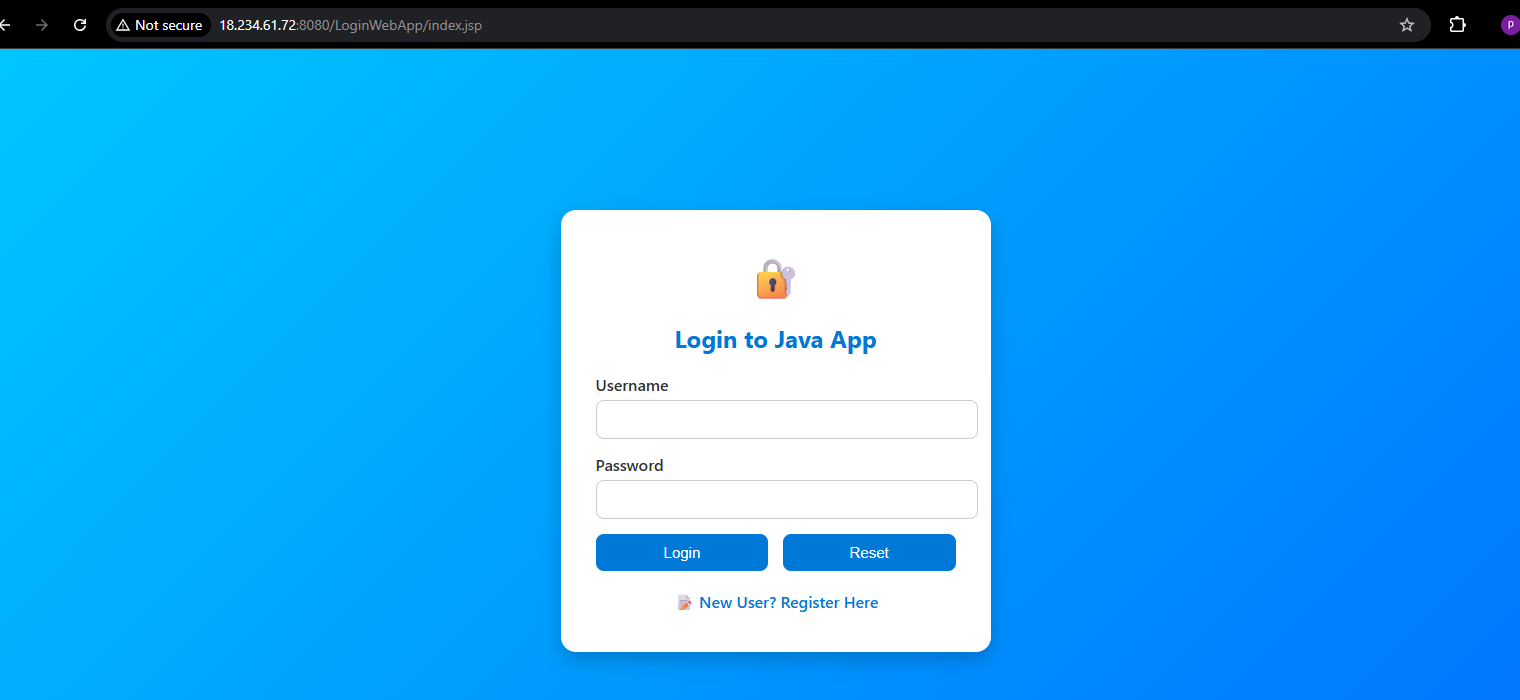 Not secure 18.234.61.72:8080/LoginWebApp/index.jsp
p
Login to Java App
Username
Password
Login Reset
New User? Register Here